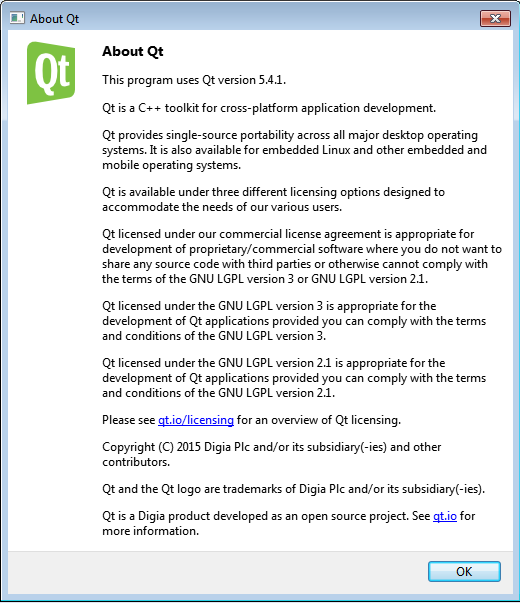 About Qt
Qt
About Qt
This program uses Qt version 5.4.1.
Qt is a C++ toolkit for cross-platform application development.
Qt provides single-source portability across all major desktop operating
systems. It is also available for embedded Linux and other embedded and
mobile operating systems.
Qt is available under three different licensing options designed to
accommodate the needs of our various users.
Qt licensed under our commercial license agreement is appropriate for
development of proprietary/commercial software where you do not want to
share any source code with third parties or otherwise cannot comply with
the terms of the GNU LGPL version 3 or GNU LGPL version 2.1.
Qt licensed under the GNU LGPL version 3 is appropriate for the
development of Qt applications provided you can comply with the terms
and conditions of the GNU LGPL version 3.
Qt licensed under the GNU LGPL version 2.1 is appropriate for the
development of Qt applications provided you can comply with the terms
and conditions of the GNU LGPL version 2.1.
Please see qt.io/licensing for an overview of Qt licensing.
Copyright (C) 2015 Digia Plc and/or its subsidiary(-ies) and other
contributors.
Qt and the Qt logo are trademarks of Digia Plc and/or its subsidiary(-ies).
Qt is a Digia product developed as an open source project. See qt.io for
more information.
OK